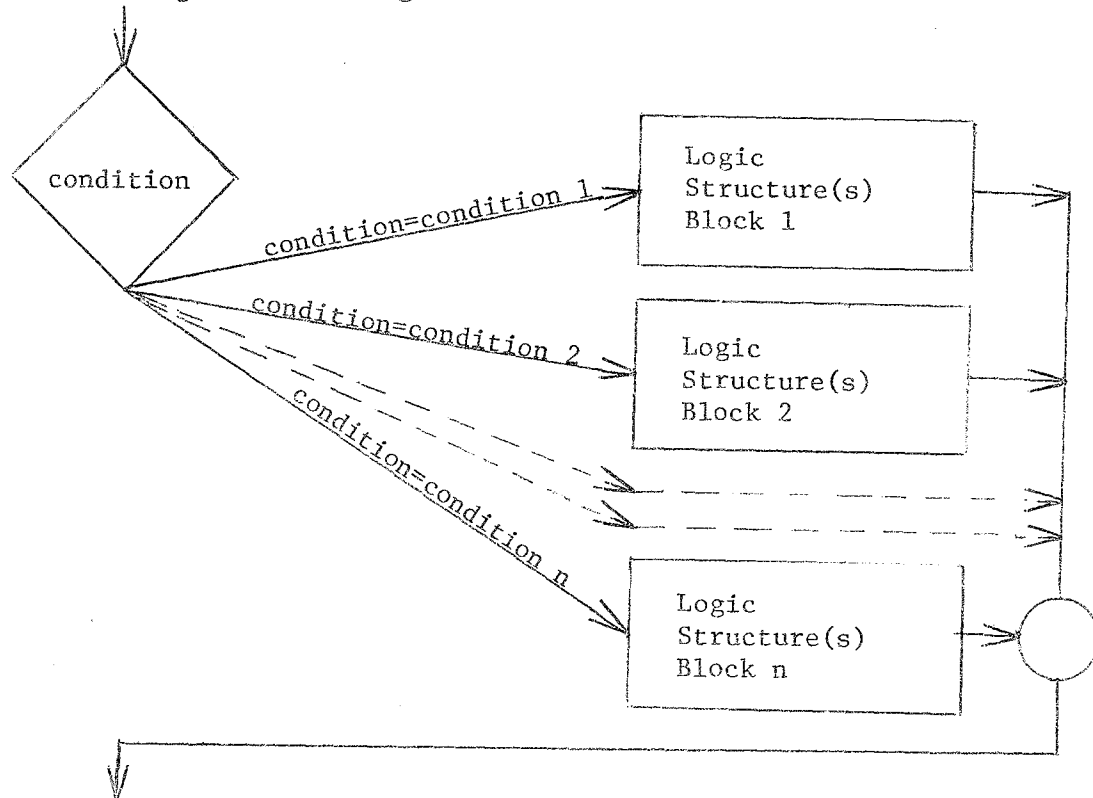 condition
condition=condition 1
Logic
Structure(s)
Block 1
condition=condition 2
Logic
Structure(s)
Block 2
condition=condition n
Logic
Structure(s)
Block n